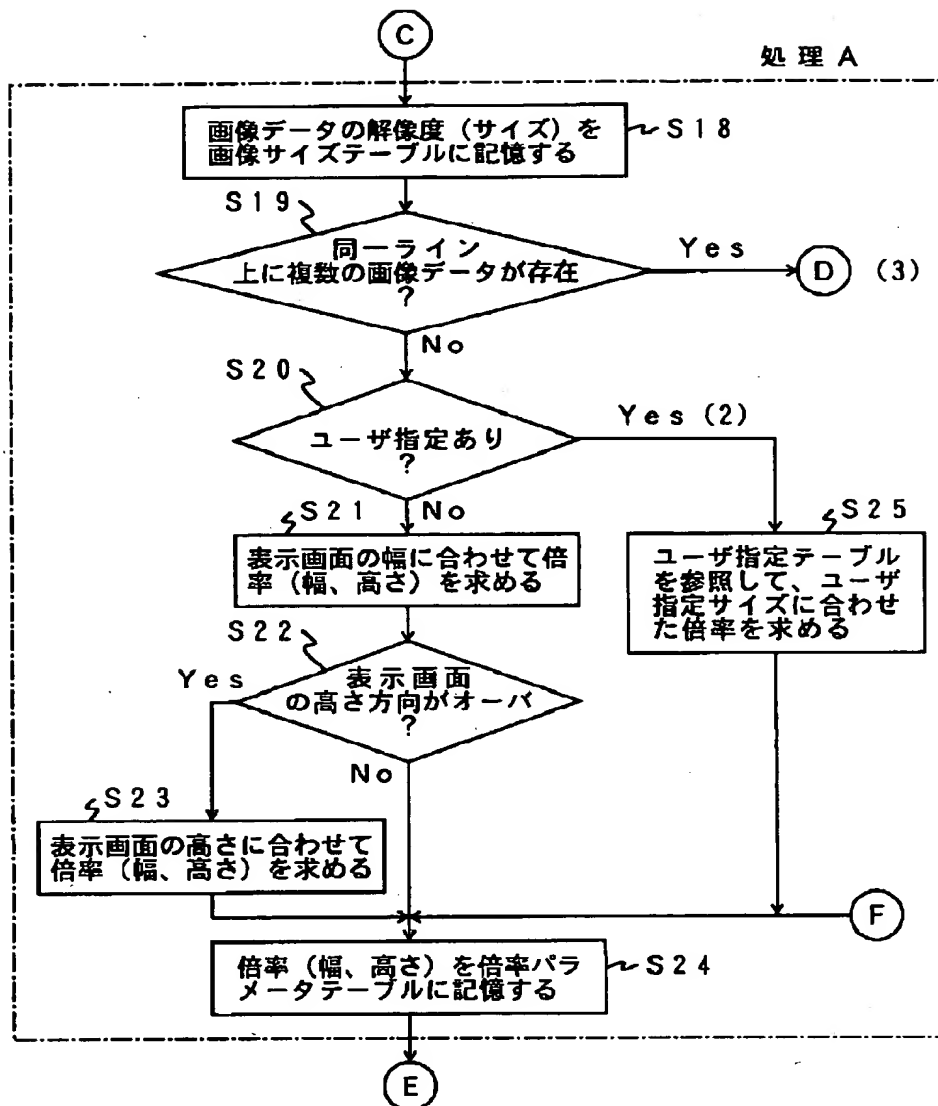 C
処理A
画像データの解像度（サイズ）を
画像サイズテーブルに記憶する
S18
S19
同一ライン
上に複数の画像データが存在
?
Yes
D
(3)
No
S20
ユーザ指定あり
?
Yes(2)
No
S21
表示画面の幅に合わせて倍
率（幅、高さ）を求める
S25
ユーザ指定テーブル
を参照して、ユーザ
指定サイズに合わせ
た倍率を求める
S22
表示画面
の高さ方向がオーバ
?
Yes
No
S23
表示画面の高さに合わせて
倍率（幅、高さ）を求める
F
倍率（幅、高さ）を倍率パラ
メータテーブルに記憶する
S24
E